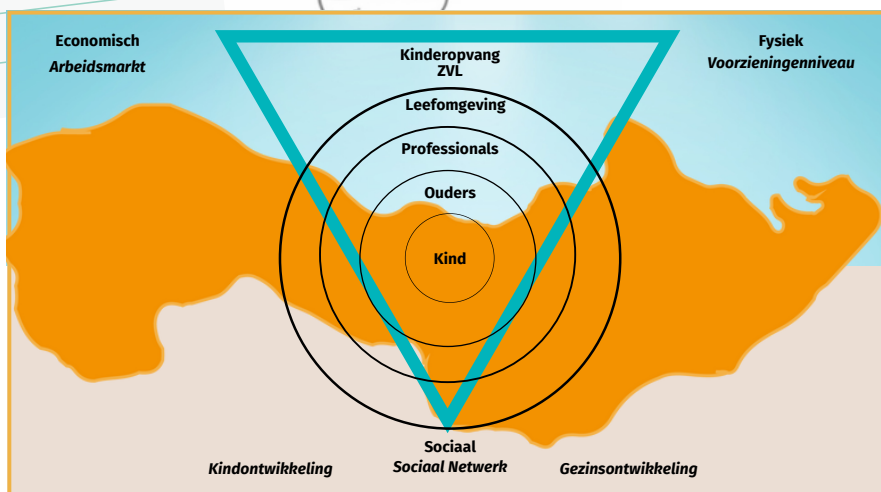 Economisch
Arbeidsmarkt
Kinderopvang
ZVL
Fysiek
Voorzieningenniveau
Leefomgeving
Professionals
Ouders
Kind
Sociaal
Sociaal Netwerk
Kindontwikkeling
Gezinsontwikkeling